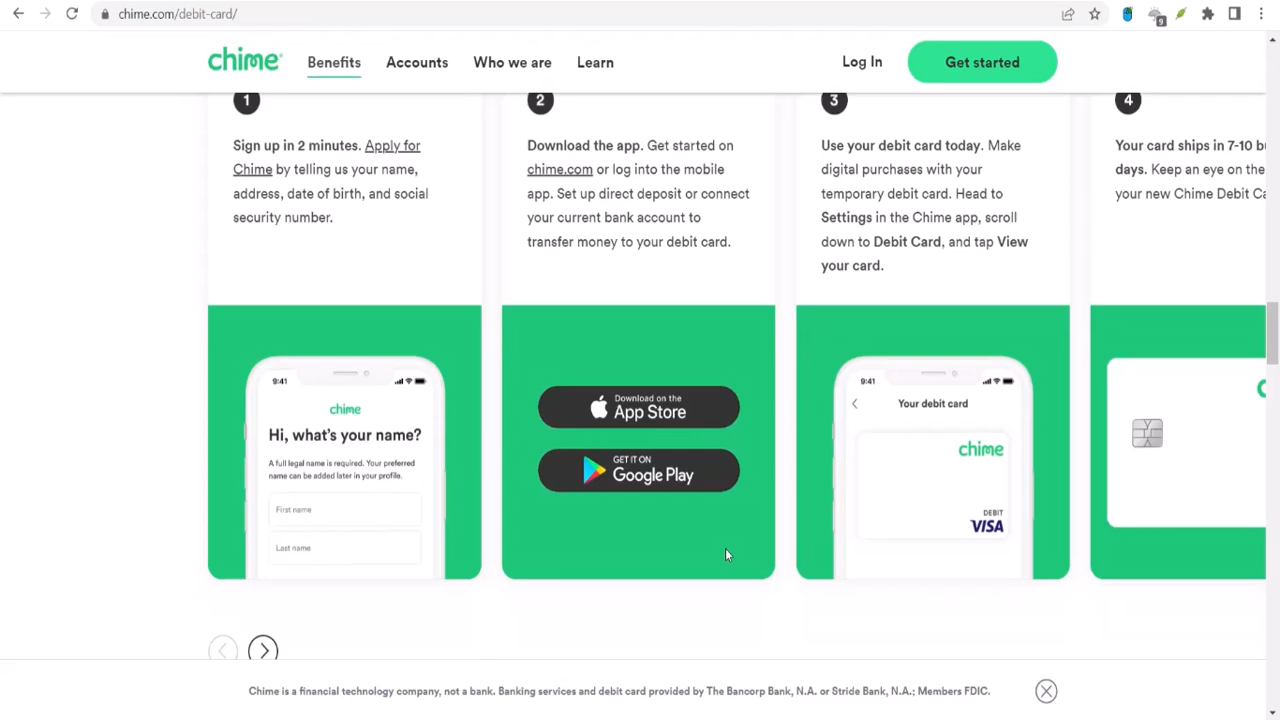 chime.com/debit-card/
9
chime
Benefits
Accounts
Who we are
Learn
Log In
Get started
1
Sign up in 2 minutes. Apply for
Chime by telling us your name,
address, date of birth, and social
security number.
9:41
chime
Hi, what's your name?
A full legal name is required. Your preferred
name can be added later in your profile.
First name
Last name
2
Download the app. Get started on
chime.com or log into the mobile
app. Set up direct deposit or connect
your current bank account to
transfer money to your debit card.
Download on the
App Store
GET IT ON
Google Play
3
Use your debit card today. Make
digital purchases with your
temporary debit card. Head to
Settings in the Chime app, scroll
down to Debit Card, and tap View
your card.
9:41
Your debit card
chime
DEBIT
VISA
4
Your card ships in 7-10 bu
days. Keep an eye on the
your new Chime Debit Ca
Chime is a financial technology company, not a bank. Banking services and debit card provided by The Bancorp Bank, N.A. or Stride Bank, N.A.; Members FDIC.